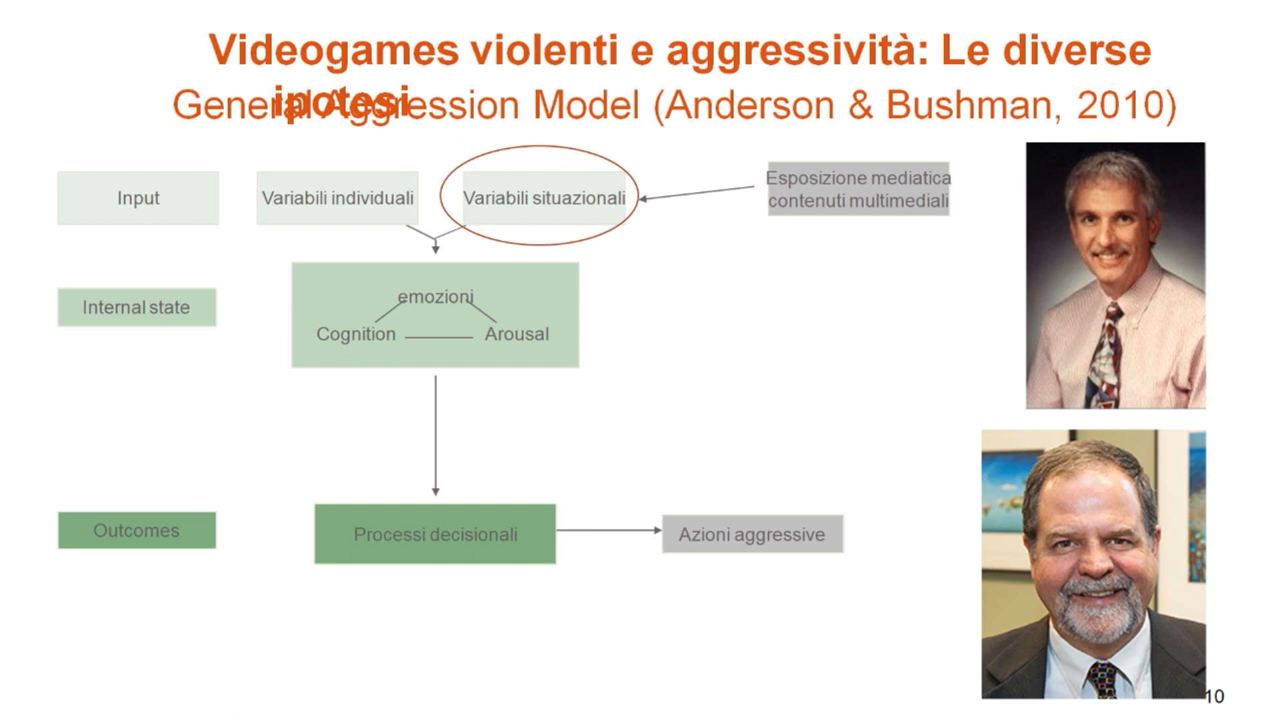 Videogames violenti e aggressività: Le diverse
ipotesi
General Aggression Model (Anderson & Bushman, 2010)
Input
Variabili individuali
Variabili situazionali
Esposizione mediatica
contenuti multimediali
Internal state
emozioni
Cognition
Arousal
Outcomes
Processi decisionali
Azioni aggressive
10